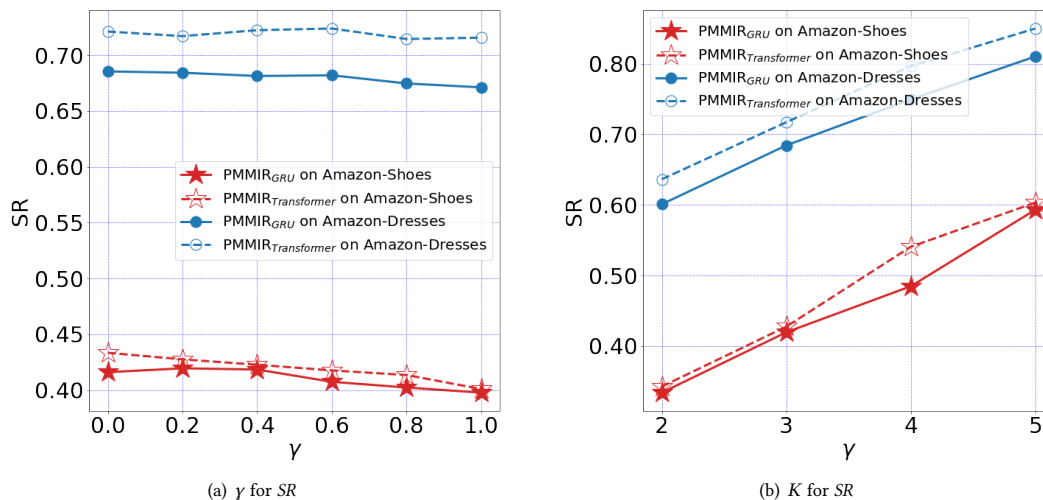 SR
0.70
0.65
0.60
0.55
0.50
0.45
0.40
PMMIR_GRU on Amazon-Shoes
PMMIR_Transformer on Amazon-Shoes
PMMIR_GRU on Amazon-Dresses
PMMIR_Transformer on Amazon-Dresses
0.0 0.2 0.4 0.6 0.8 1.0
γ
(a) γ for SR
SR
0.80
0.70
0.60
0.50
0.40
PMMIR_GRU on Amazon-Shoes
PMMIR_Transformer on Amazon-Shoes
PMMIR_GRU on Amazon-Dresses
PMMIR_Transformer on Amazon-Dresses
2 3 4 5
γ
(b) K for SR